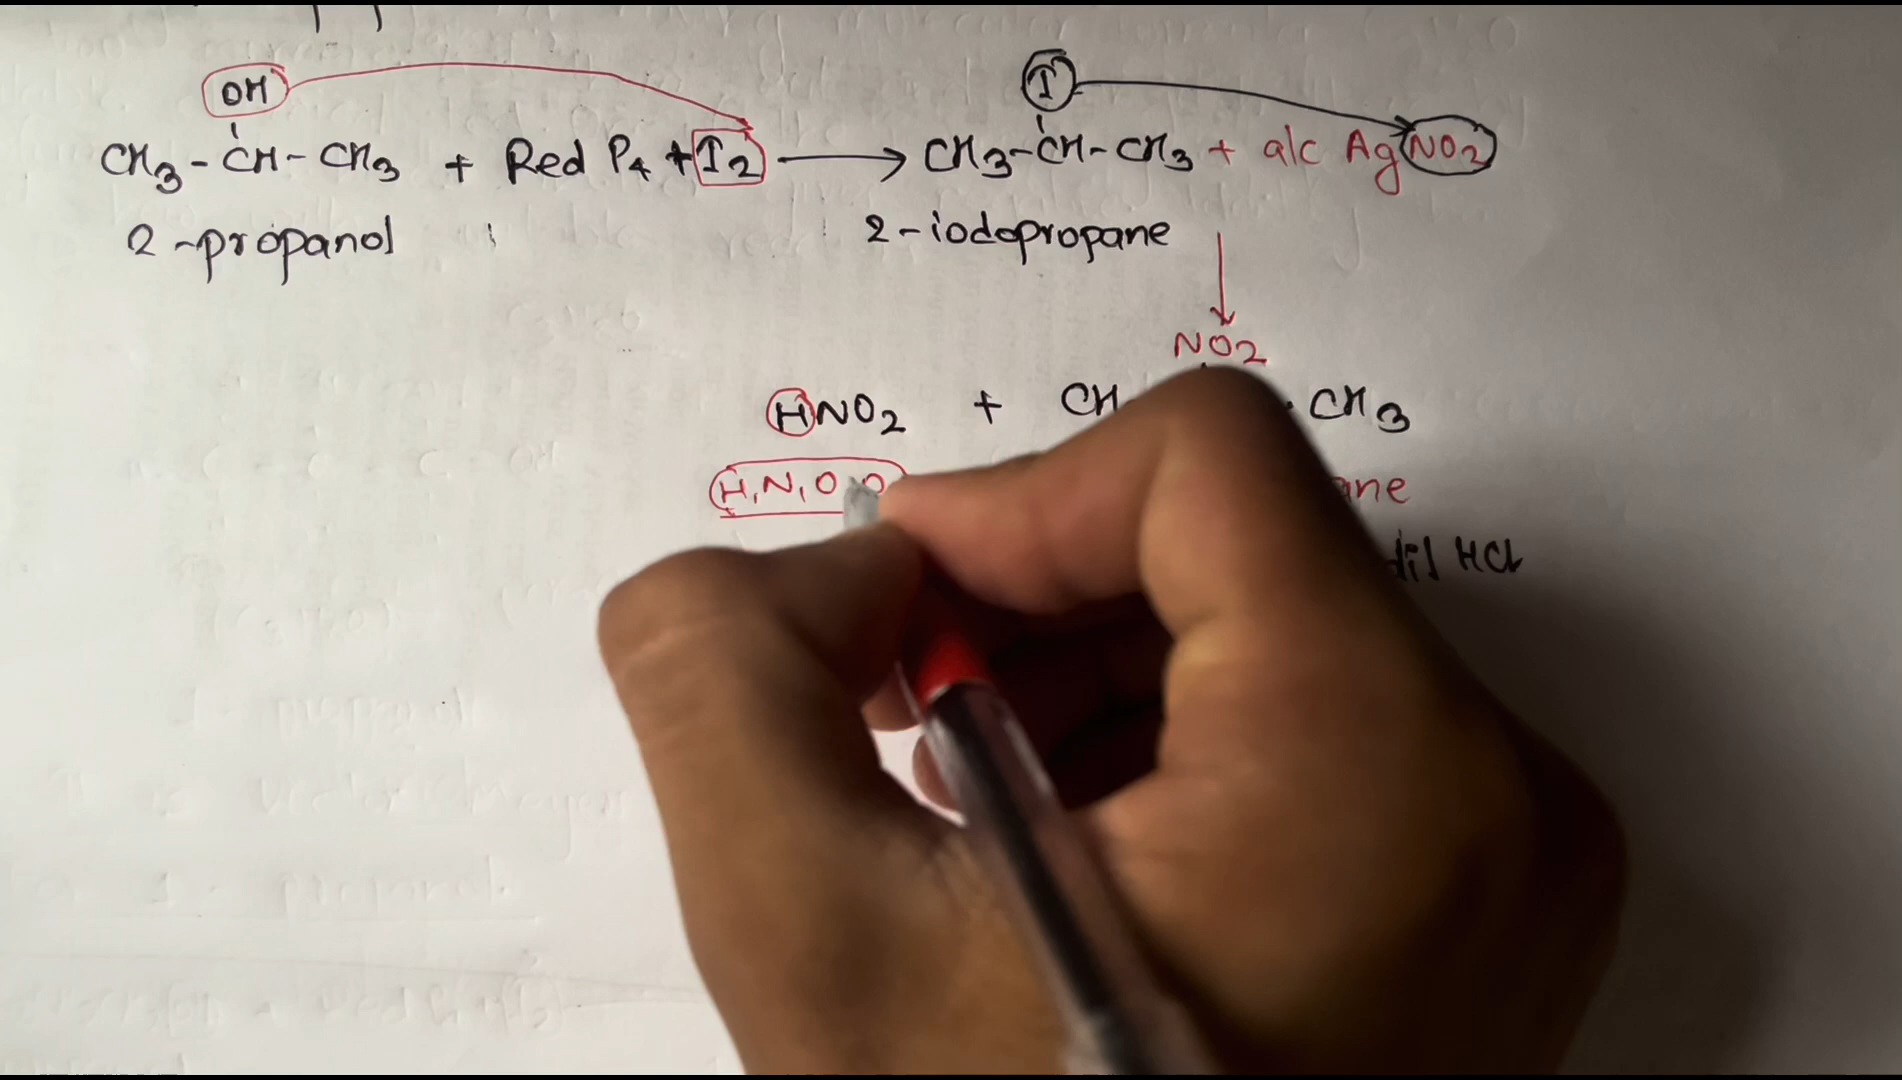 OH
I
CH3-CH-CH3 + Red P4 + I2 → CH3-CH-CH3 + alc AgNO2
2-propanol 2-iodopropane
NO2
HNO2 + CH CH3
H,N,O,O
ane
dil HCl